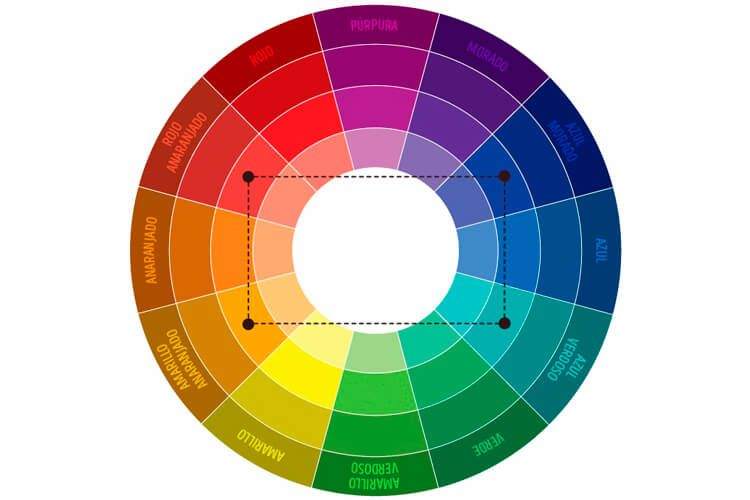 PÚRPURA
MORADO
AZUL
MORADO
AZUL
AZUL
VERDOSO
VERDE
AMARILLO
VERDOSO
AMARILLO
AMARILLO
ANARANJADO
ANARANJADO
ROJO
ANARANJADO
ROJO